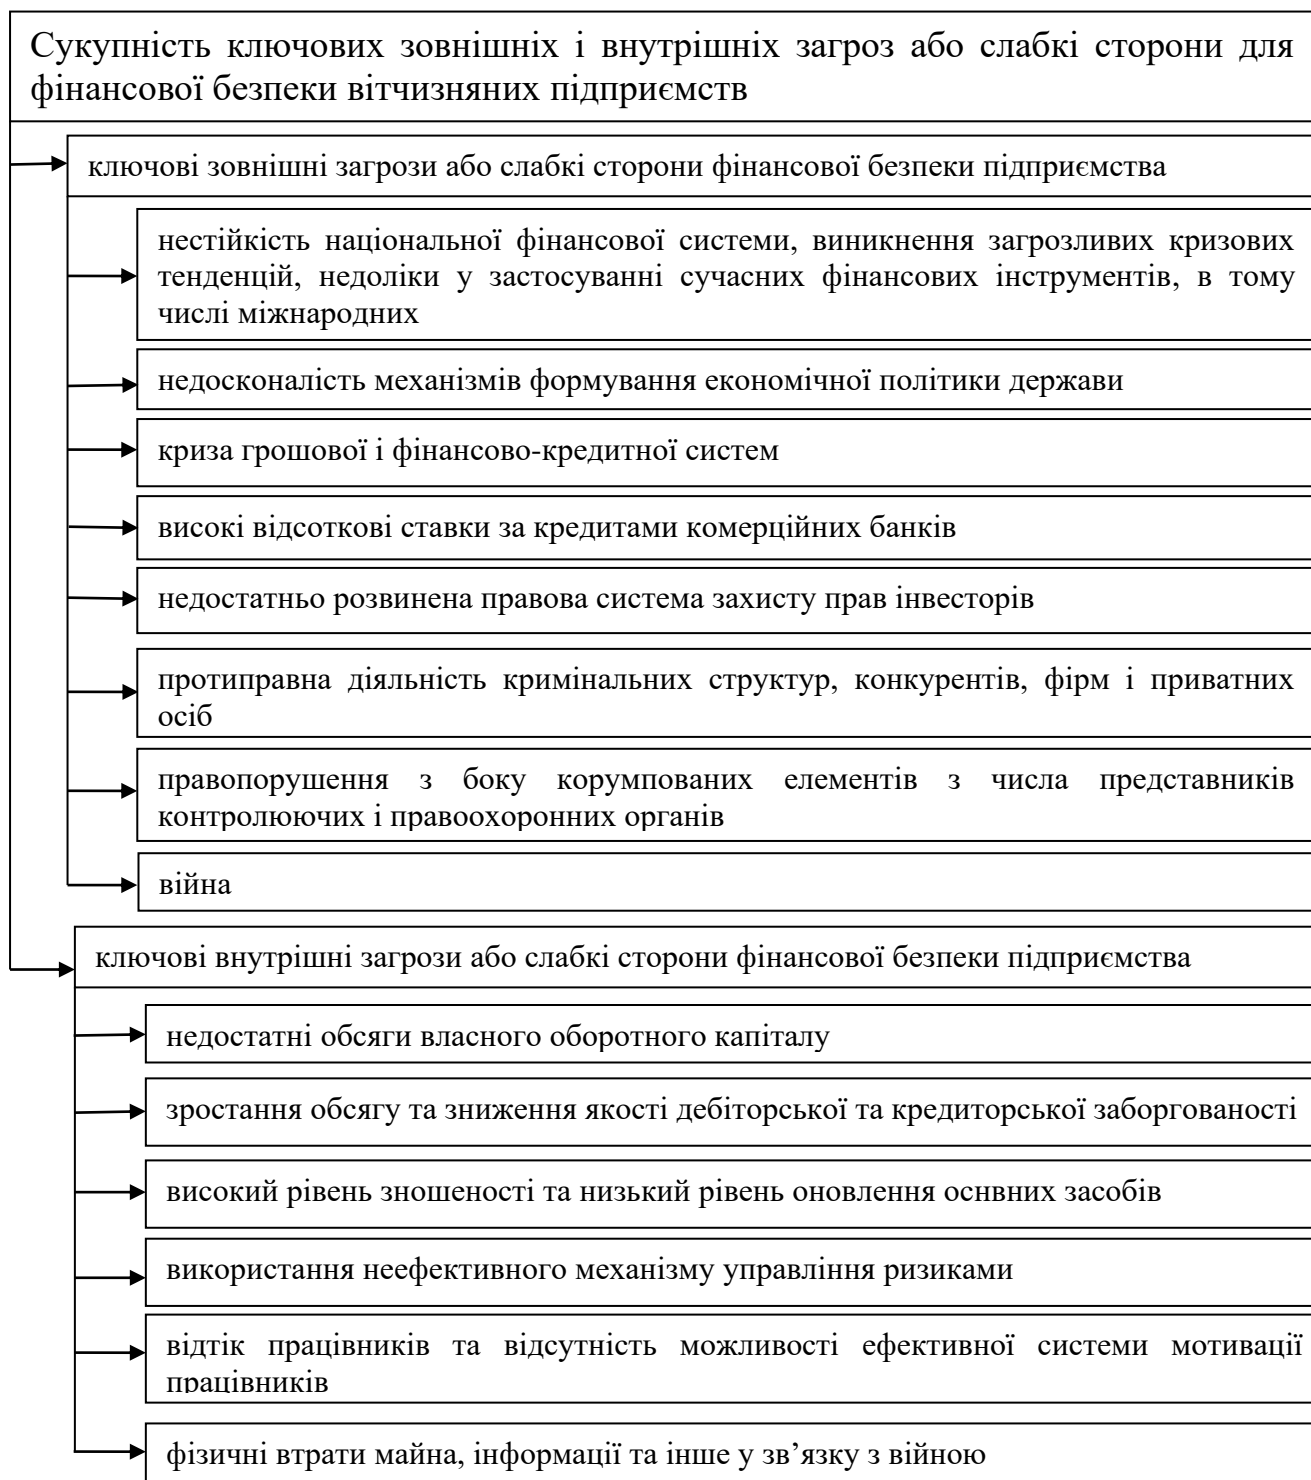 Сукупність ключових зовнішніх і внутрішніх загроз або слабкі сторони для
фінансової безпеки вітчизняних підприємств
ключові зовнішні загрози або слабкі сторони фінансової безпеки підприємства
нестійкість національної фінансової системи, виникнення загрозливих кризових
тенденцій, недоліки у застосуванні сучасних фінансових інструментів, в тому
числі міжнародних
недосконалість механізмів формування економічної політики держави
криза грошової і фінансово-кредитної систем
високі відсоткові ставки за кредитами комерційних банків
недостатньо розвинена правова система захисту прав інвесторів
протиправна діяльність кримінальних структур, конкурентів, фірм і приватних
осіб
правопорушення з боку корумпованих елементів з числа представників
контролюючих і правоохоронних органів
війна
ключові внутрішні загрози або слабкі сторони фінансової безпеки підприємства
недостатні обсяги власного оборотного капіталу
зростання обсягу та зниження якості дебіторської та кредиторської заборгованості
високий рівень зношеності та низький рівень оновлення оснвних засобів
використання неефективного механізму управління ризиками
відтік працівників та відсутність можливості ефективної системи мотивації
працівників
фізичні втрати майна, інформації та інше у зв’язку з війною